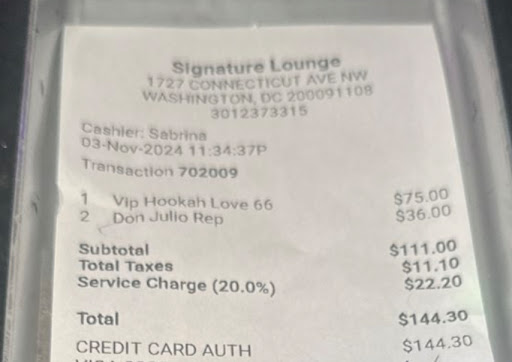 Signature Lounge
1727 CONNECTICUT AVE NW
WASHINGTON, DC 200091108
3012373315
Cashier: Sabrina
03-Nov-2024 11:34:37P
Transaction 702009
1 Vip Hookah Love 66 $75.00
2 Don Julio Rep $36.00
Subtotal $111.00
Total Taxes $11.10
Service Charge (20.0%) $22.20
Total $144.30
CREDIT CARD AUTH $144.30